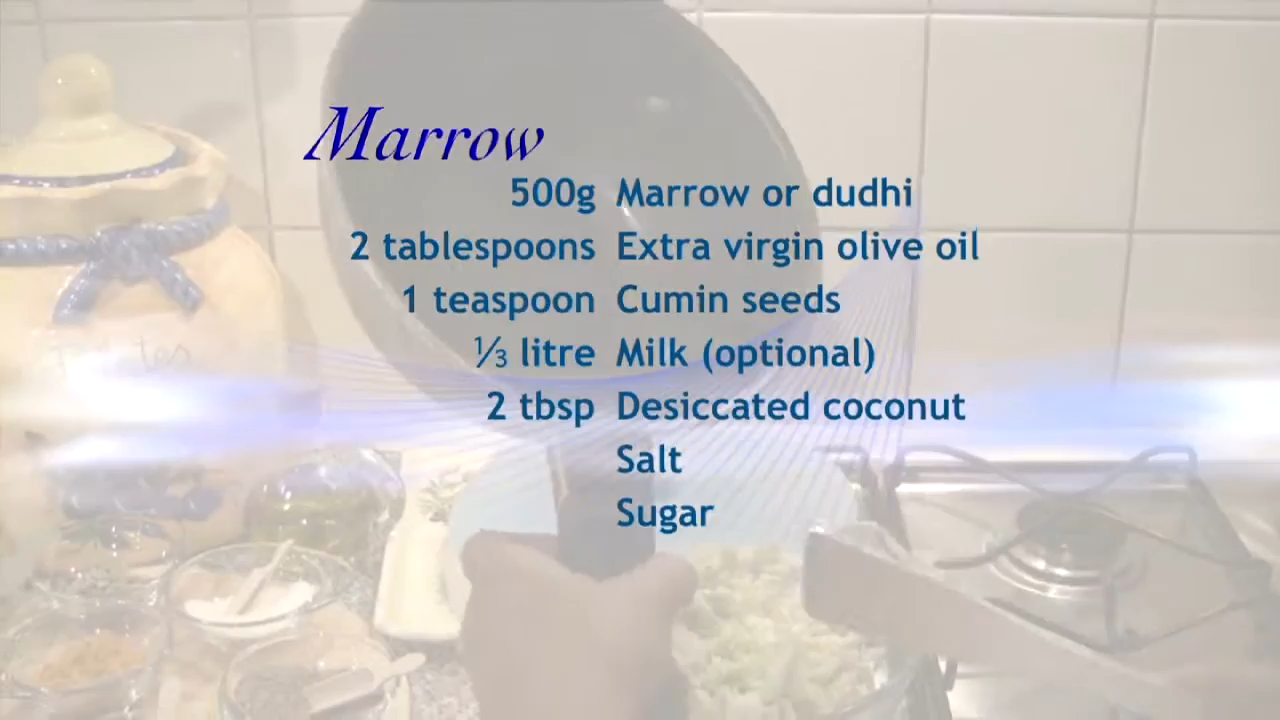 Marrow
500g Marrow or dudhi
2 tablespoons Extra virgin olive oil
1 teaspoon Cumin seeds
⅓ litre Milk (optional)
2 tbsp Desiccated coconut
Salt
Sugar